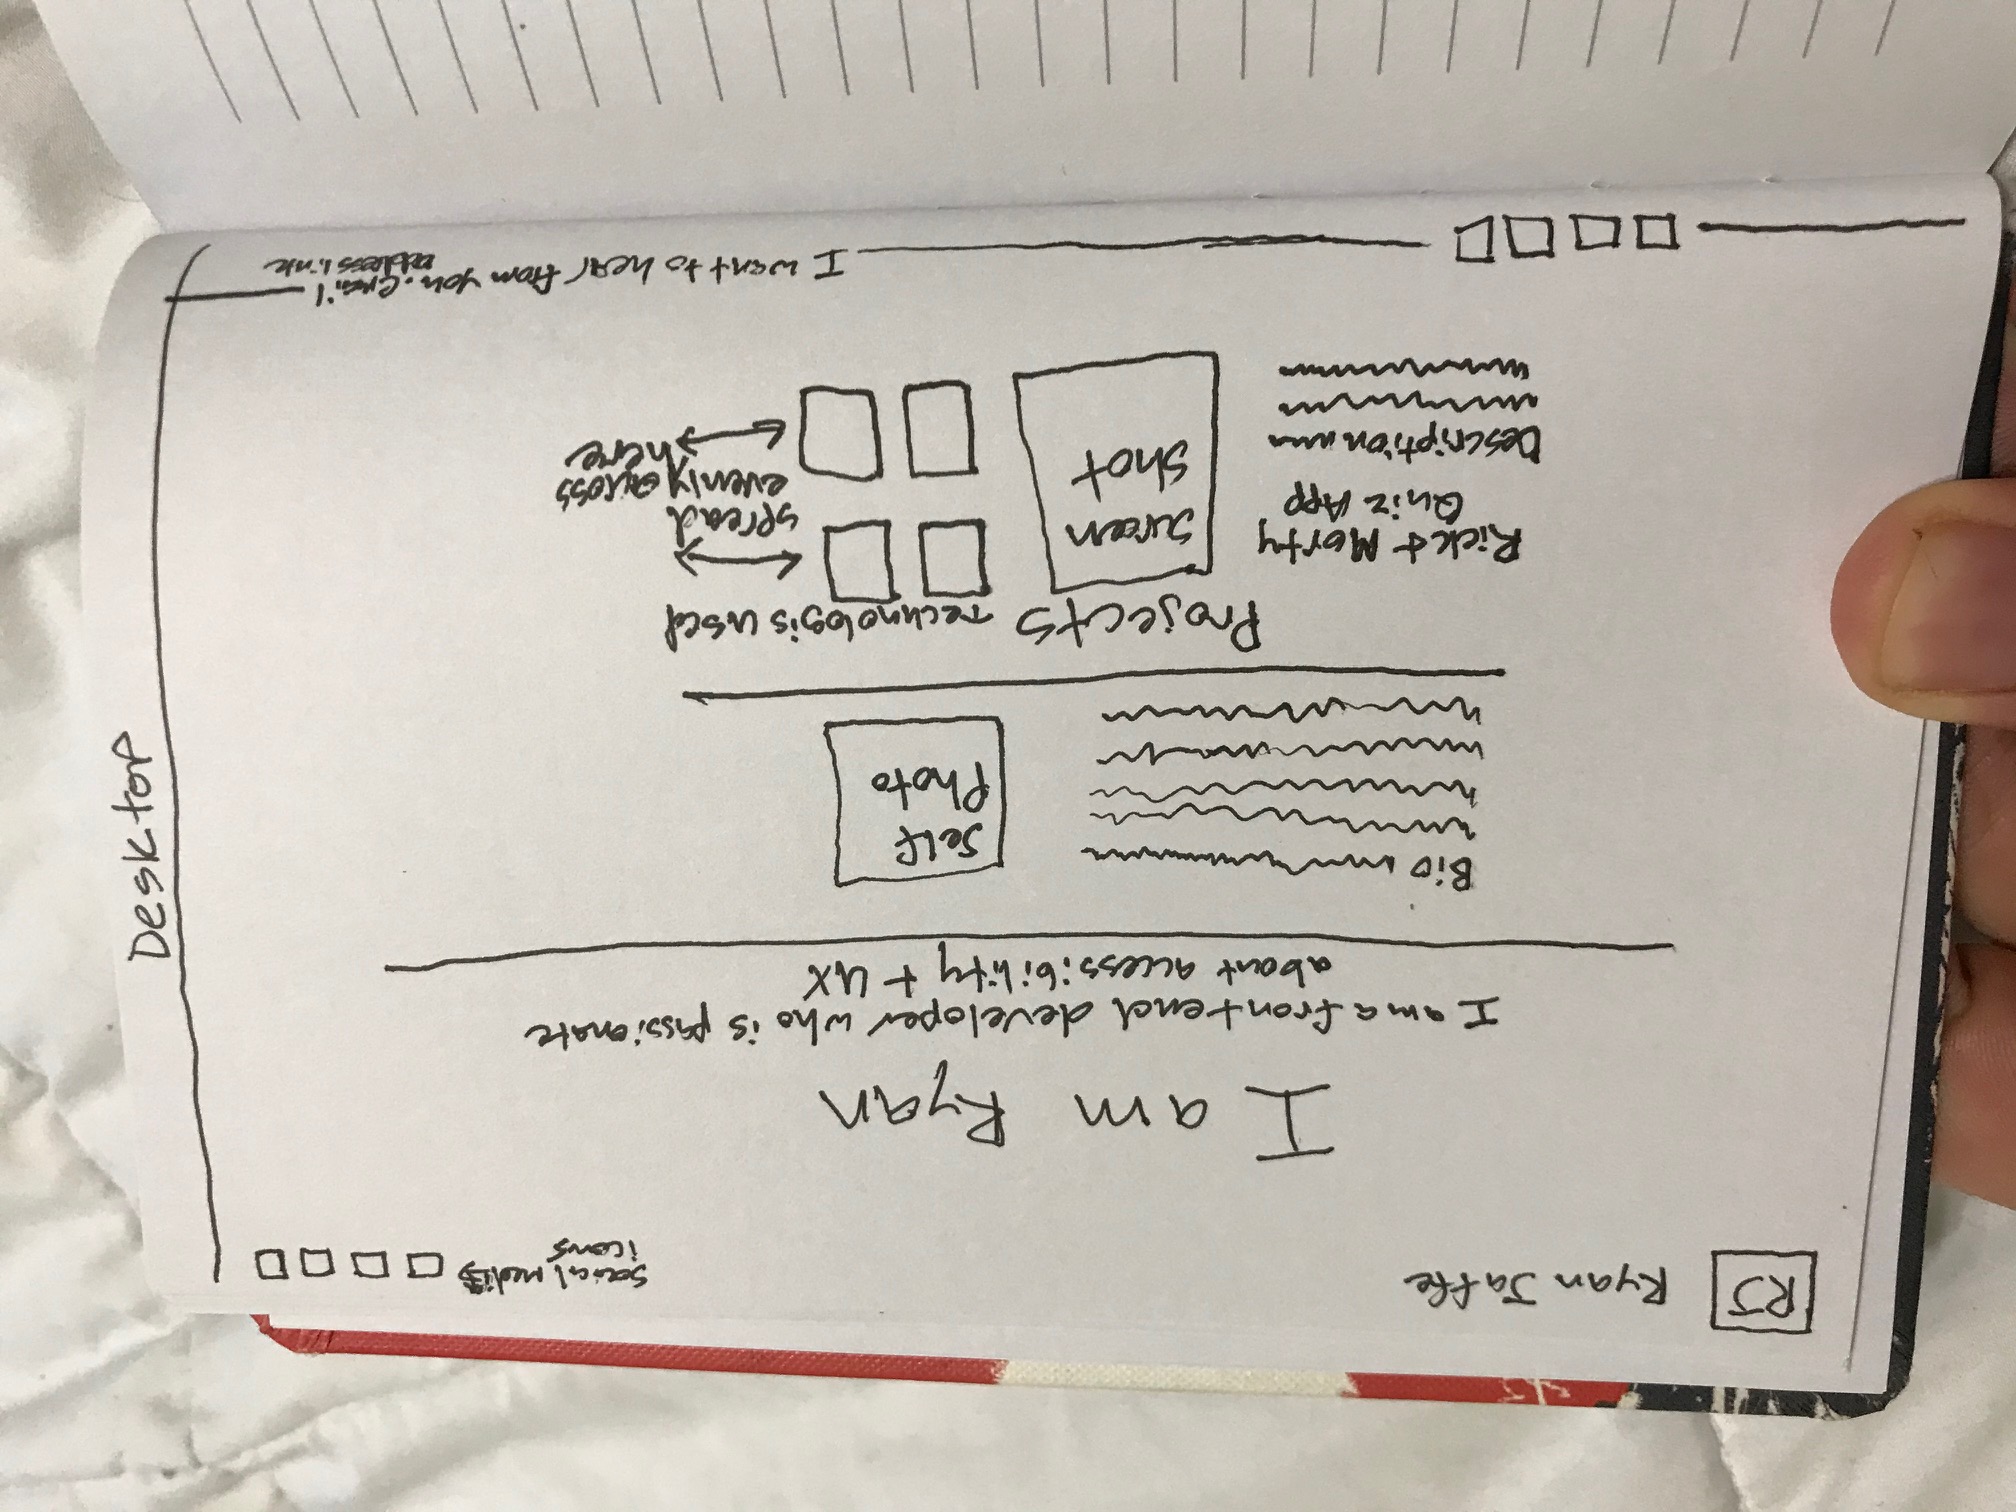 Desktop
RJ
Ryan Jaffe
social media
icons
I am Ryan
I am a frontend developer who is passionate
about accessibility + UX
Bio
Self
Photo
Projects
Technologis used
Rick + Morty
Quiz App
Description
Screen
Shot
spread
evenly across
here
I want to hear from you. Email
address link